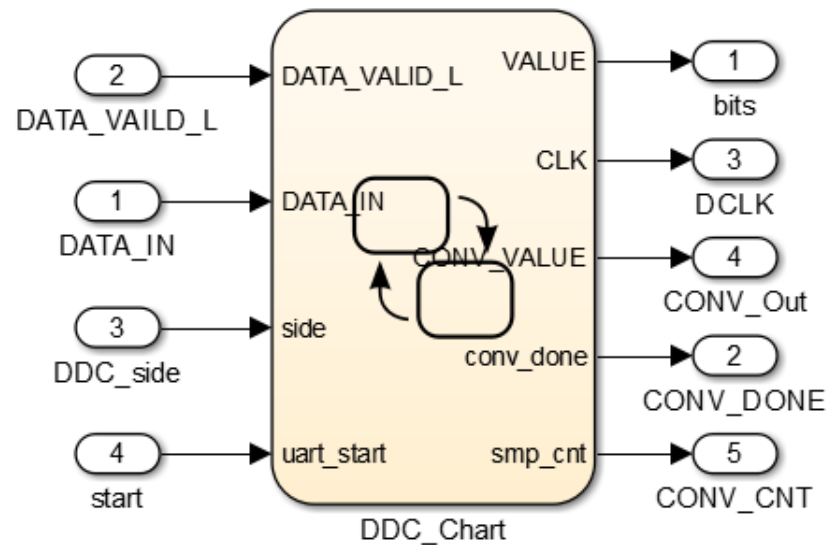 2
DATA_VAILD_L
1
DATA_IN
3
DDC_side
4
start
DATA_VALID_L
DATA_IN
side
uart_start
VALUE
CLK
CONV_VALUE
conv_done
smp_cnt
DDC_Chart
1
bits
3
DCLK
4
CONV_Out
2
CONV_DONE
5
CONV_CNT